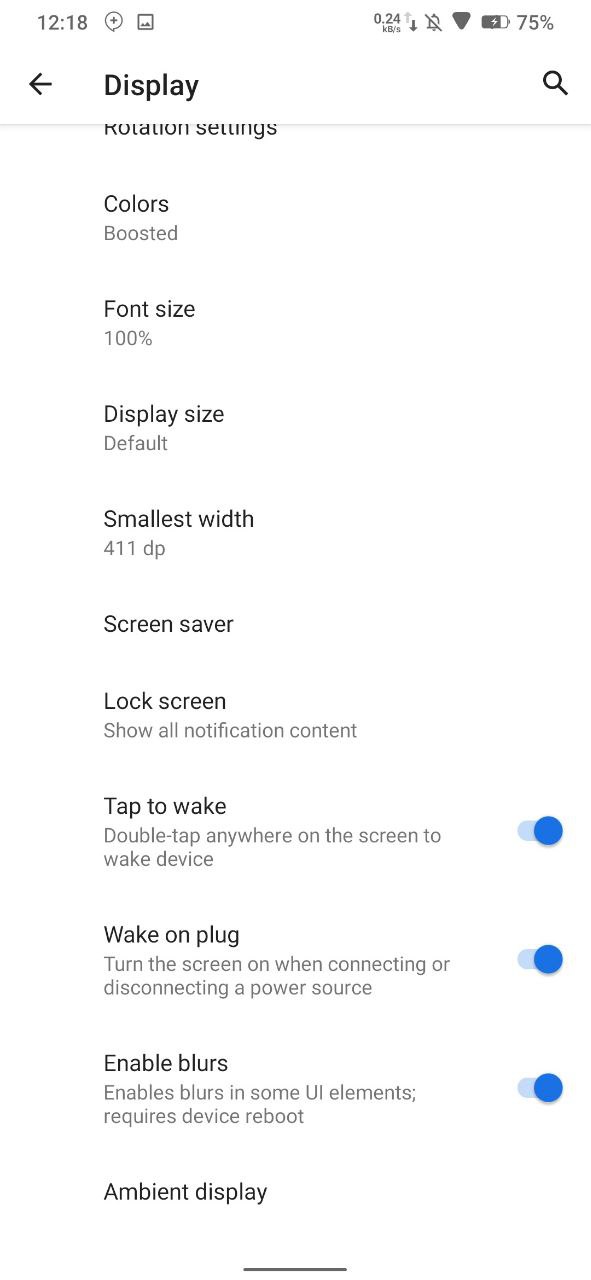 12:18
0.24
kB/s
75%
Display
Rotation settings
Colors
Boosted
Font size
100%
Display size
Default
Smallest width
411 dp
Screen saver
Lock screen
Show all notification content
Tap to wake
Double-tap anywhere on the screen to
wake device
Wake on plug
Turn the screen on when connecting or
disconnecting a power source
Enable blurs
Enables blurs in some UI elements;
requires device reboot
Ambient display